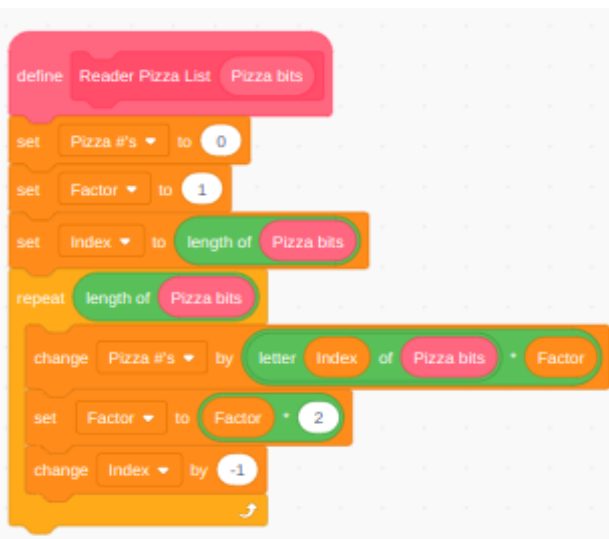 define Reader Pizza List Pizza bits
set Pizza #'s to 0
set Factor to 1
set Index to length of Pizza bits
repeat length of Pizza bits
change Pizza #'s by letter Index of Pizza bits * Factor
set Factor to Factor * 2
change Index by -1